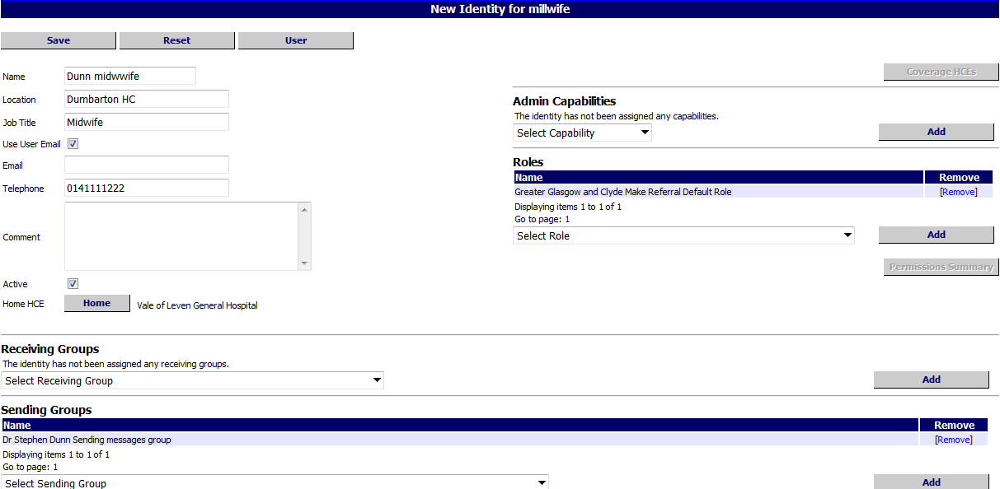 New Identity for millwife
Save Reset User
Name Dunn midwwife
Location Dumbarton HC
Job Title Midwife
Use User Email
Email
Telephone 0141111222
Comment
Active
Home HCE Home Vale of Leven General Hospital
Coverage HCEs
Admin Capabilities
The identity has not been assigned any capabilities.
Select Capability Add
Roles
Name Remove
Greater Glasgow and Clyde Make Referral Default Role [Remove]
Displaying items 1 to 1 of 1
Go to page: 1
Select Role Add
Permissions Summary
Receiving Groups
The identity has not been assigned any receiving groups.
Select Receiving Group Add
Sending Groups
Name Remove
Dr Stephen Dunn Sending messages group [Remove]
Displaying items 1 to 1 of 1
Go to page: 1
Select Sending Group Add